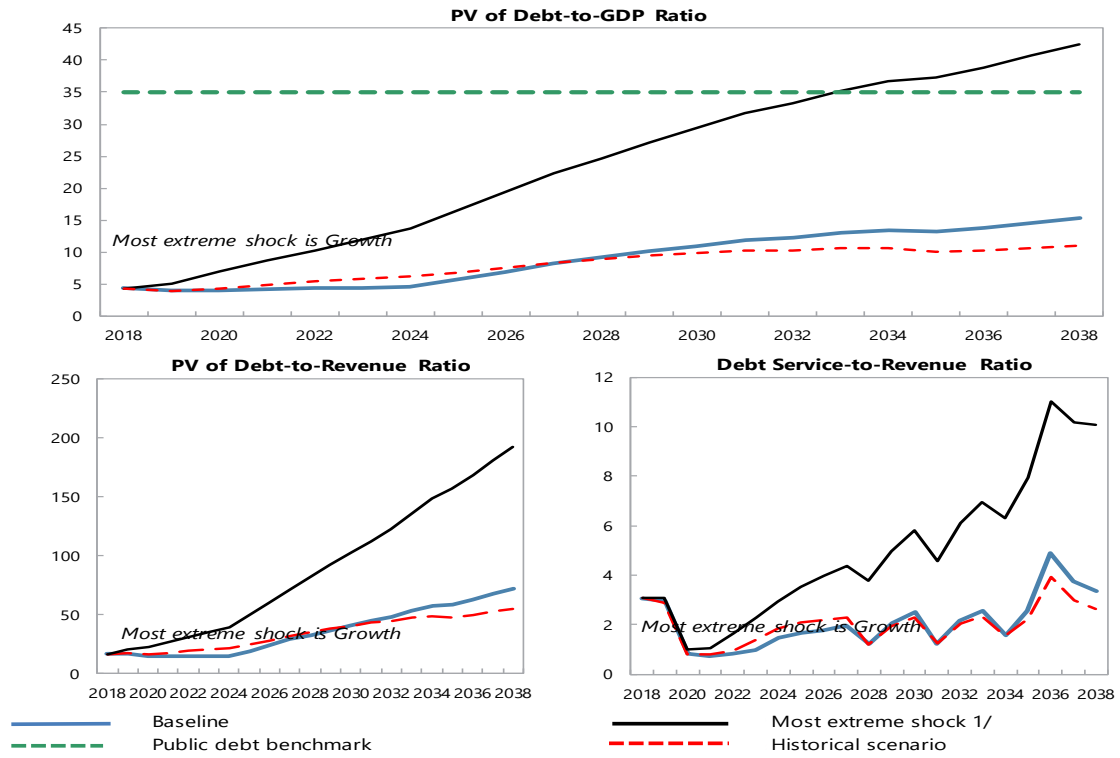 PV of Debt-to-GDP Ratio
45
40
35
30
25
20
15
10
5
0
Most extreme shock is Growth
2018 2020 2022 2024 2026 2028 2030 2032 2034 2036 2038
PV of Debt-to-Revenue Ratio
250
200
150
100
50
0
Most extreme shock is Growth
2018 2020 2022 2024 2026 2028 2030 2032 2034 2036 2038
Debt Service-to-Revenue Ratio
12
10
8
6
4
2
0
Most extreme shock is Growth
2018 2020 2022 2024 2026 2028 2030 2032 2034 2036 2038
Baseline
Public debt benchmark
Most extreme shock 1/
Historical scenario